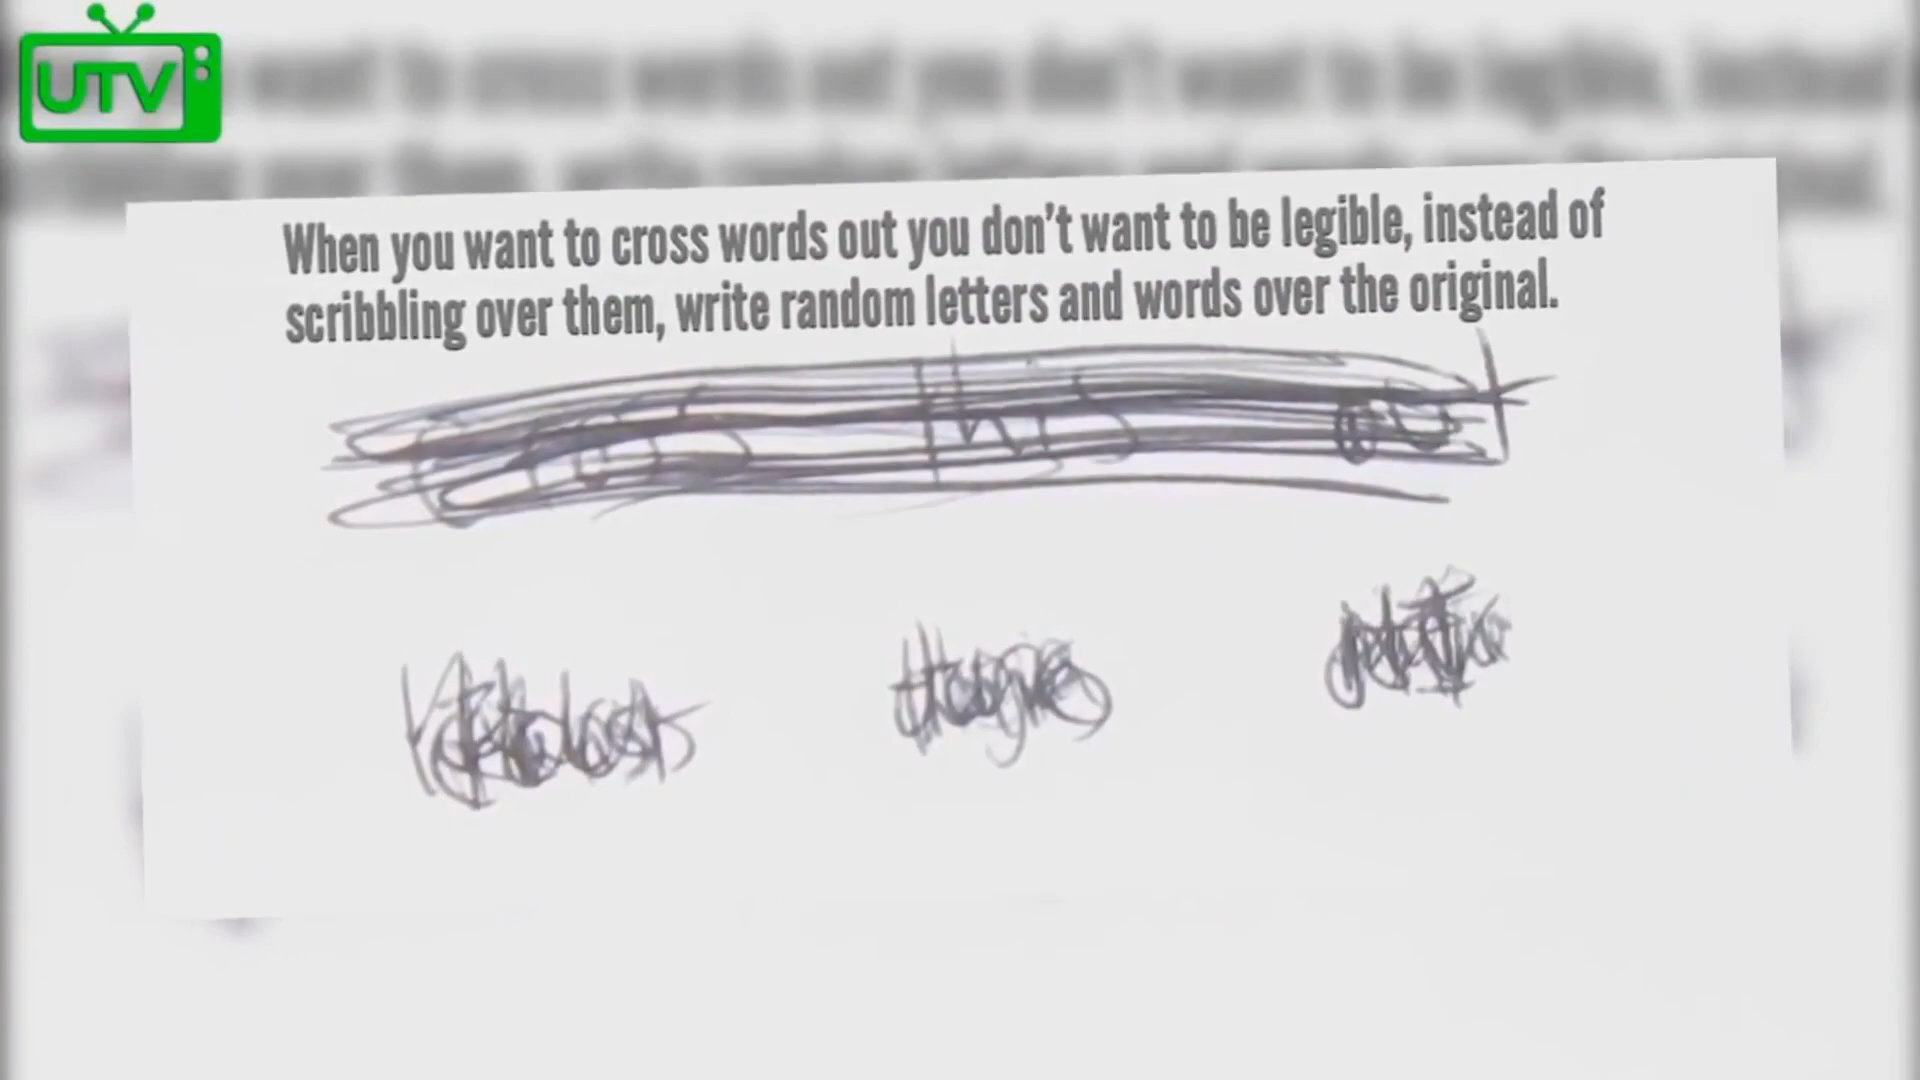 UTV
When you want to cross words out you don't want to be legible, instead of
scribbling over them, write random letters and words over the original.